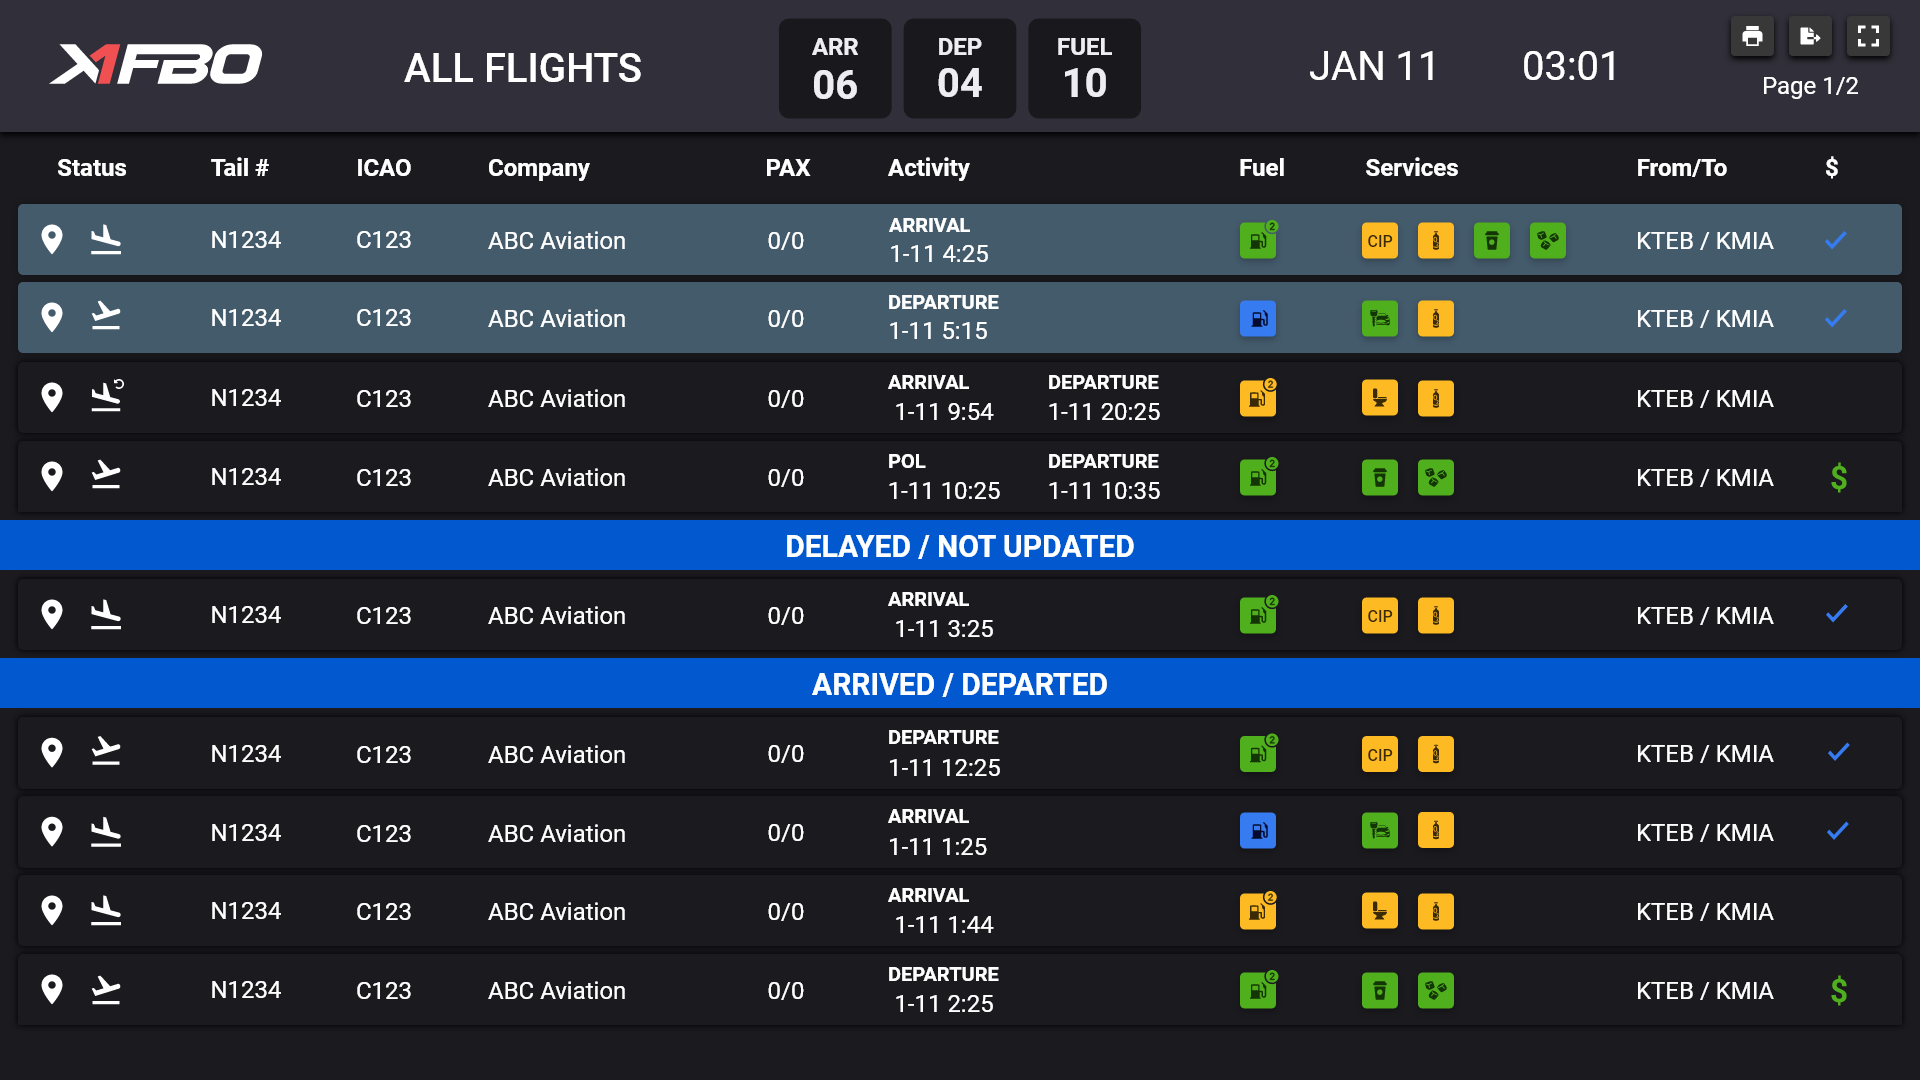 X1FBO
ALL FLIGHTS
ARR
06
DEP
04
FUEL
10
JAN 11
03:01
Page 1/2
Status Tail # ICAO Company PAX Activity Fuel Services From/To $
ARRIVAL
N1234 C123 ABC Aviation 0/0 1-11 4:25 2 CIP KTEB / KMIA
DEPARTURE
N1234 C123 ABC Aviation 0/0 1-11 5:15 KTEB / KMIA
ARRIVAL DEPARTURE
N1234 C123 ABC Aviation 0/0 1-11 9:54 1-11 20:25 2 KTEB / KMIA
POL DEPARTURE
N1234 C123 ABC Aviation 0/0 1-11 10:25 1-11 10:35 2 KTEB / KMIA $
DELAYED / NOT UPDATED
ARRIVAL
N1234 C123 ABC Aviation 0/0 1-11 3:25 2 CIP KTEB / KMIA
ARRIVED / DEPARTED
DEPARTURE
N1234 C123 ABC Aviation 0/0 1-11 12:25 2 CIP KTEB / KMIA
ARRIVAL
N1234 C123 ABC Aviation 0/0 1-11 1:25 KTEB / KMIA
ARRIVAL
N1234 C123 ABC Aviation 0/0 1-11 1:44 2 KTEB / KMIA
DEPARTURE
N1234 C123 ABC Aviation 0/0 1-11 2:25 2 KTEB / KMIA $